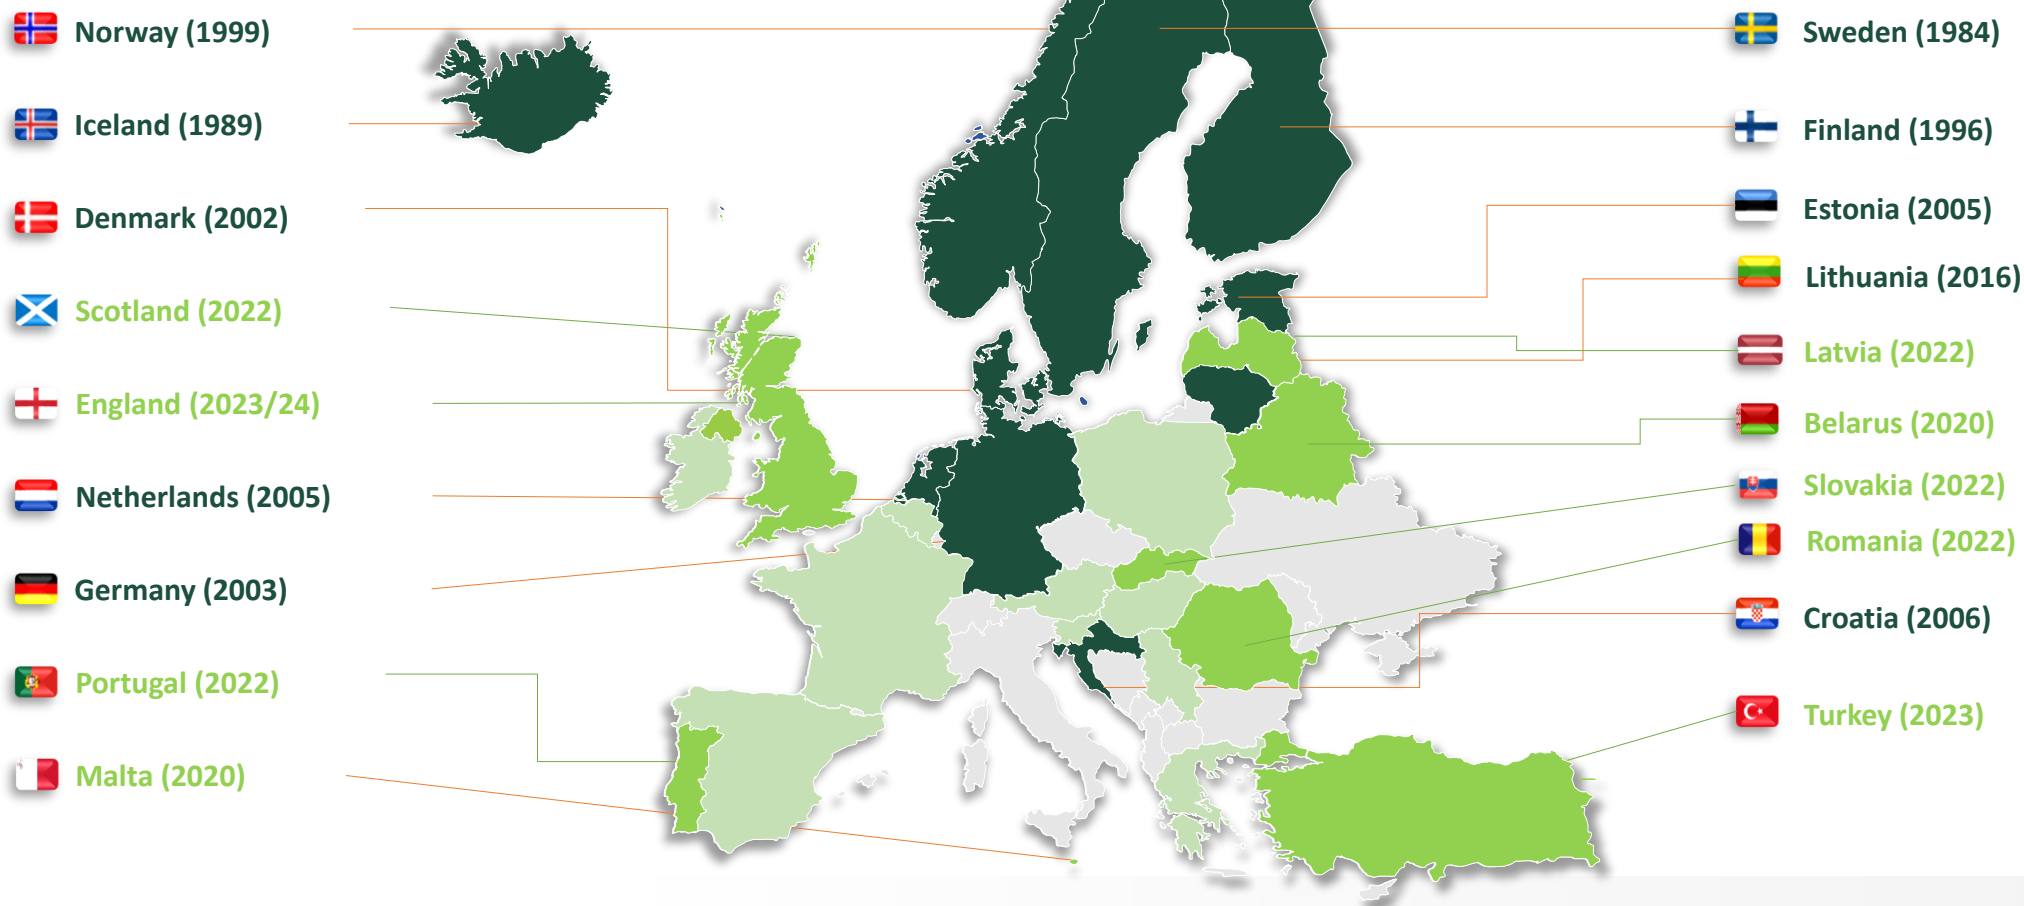 Norway (1999)
Iceland (1989)
Denmark (2002)
Scotland (2022)
England (2023/24)
Netherlands (2005)
Germany (2003)
Portugal (2022)
Malta (2020)
Sweden (1984)
Finland (1996)
Estonia (2005)
Lithuania (2016)
Latvia (2022)
Belarus (2020)
Slovakia (2022)
Romania (2022)
Croatia (2006)
Turkey (2023)